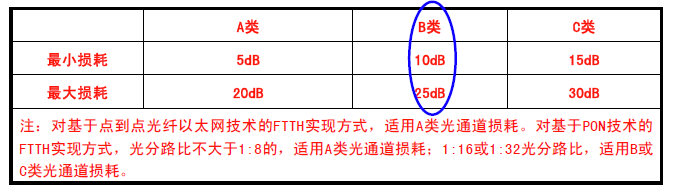 A类 B类 C类
最小损耗 5dB 10dB 15dB
最大损耗 20dB 25dB 30dB
注：对基于点到点光纤以太网技术的FTTH实现方式，适用A类光通道损耗。对基于PON技术的
FTTH实现方式，光分路比不大于1:8的，适用A类光通道损耗；1:16或1:32光分路比，适用B或
C类光通道损耗。